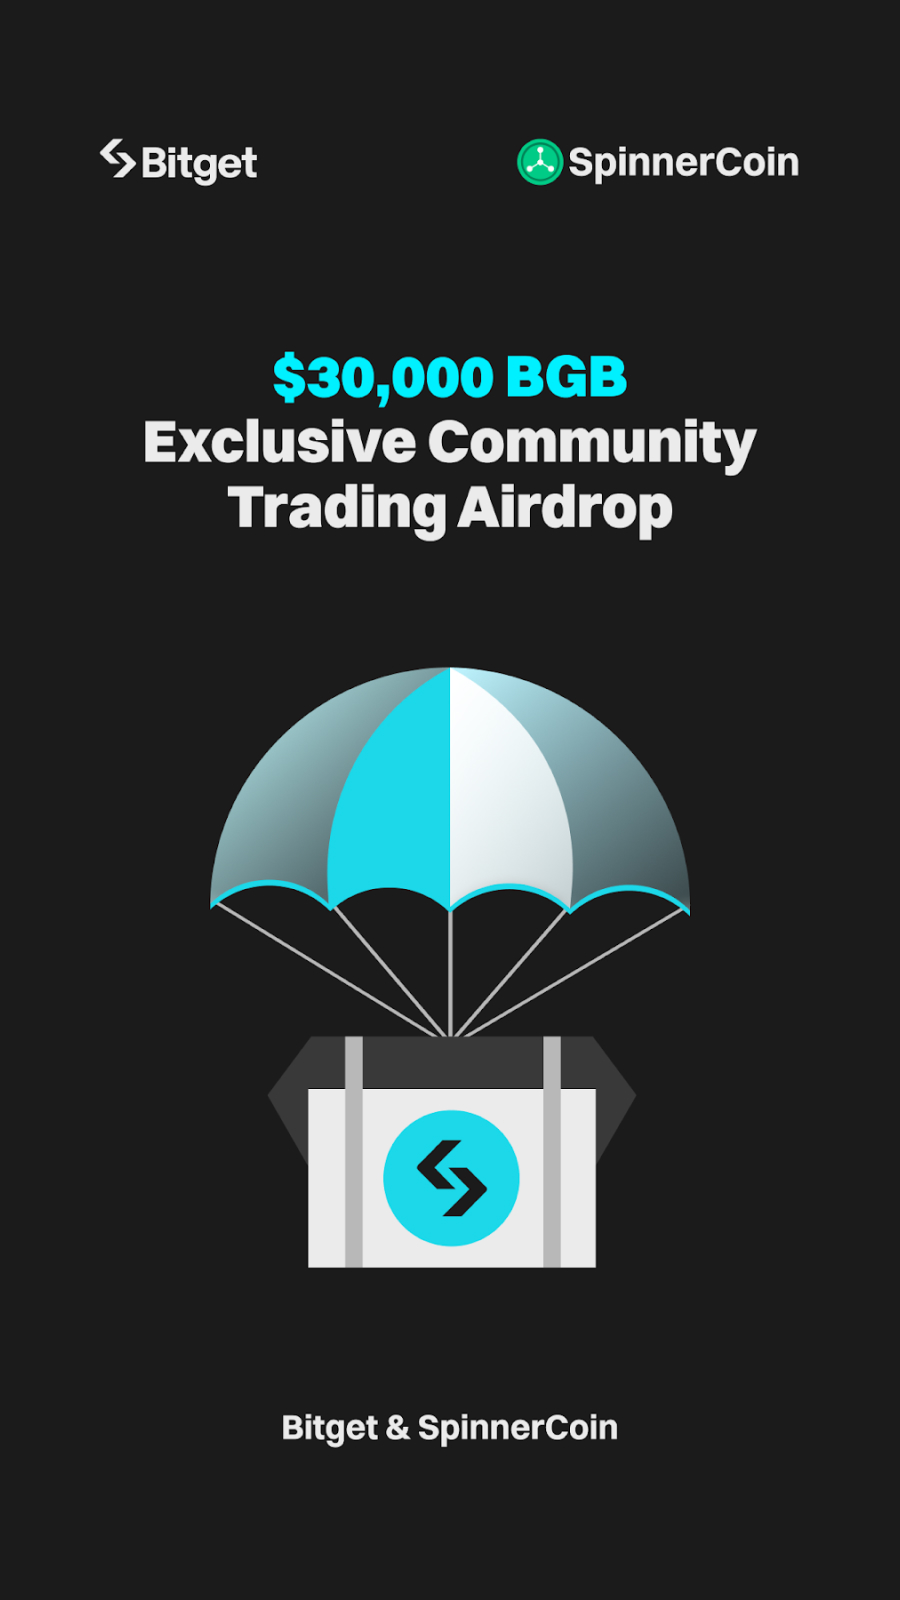 Bitget
SpinnerCoin
$30,000 BGB
Exclusive Community
Trading Airdrop
Bitget & SpinnerCoin